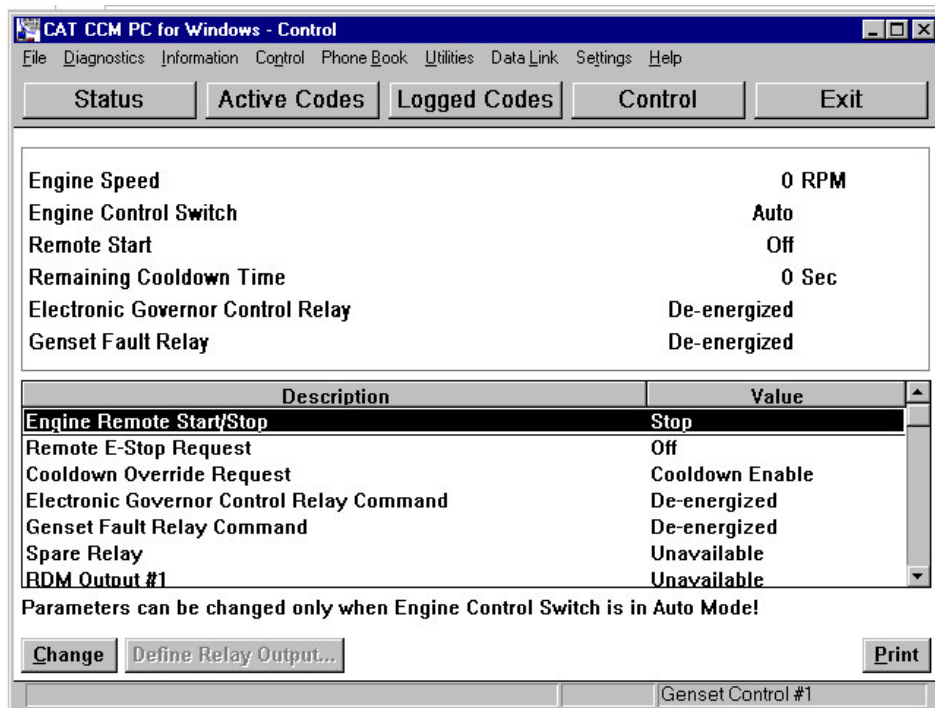 CAT CCM PC for Windows - Control
File Diagnostics Information Control Phone Book Utilities Data Link Settings Help
Status Active Codes Logged Codes Control Exit
Engine Speed 0 RPM
Engine Control Switch Auto
Remote Start Off
Remaining Cooldown Time 0 Sec
Electronic Governor Control Relay De-energized
Genset Fault Relay De-energized
Description Value
Engine Remote Start/Stop Stop
Remote E-Stop Request Off
Cooldown Override Request Cooldown Enable
Electronic Governor Control Relay Command De-energized
Genset Fault Relay Command De-energized
Spare Relay Unavailable
RDM Output #1 Unavailable
Parameters can be changed only when Engine Control Switch is in Auto Mode!
Change Define Relay Output... Print
Genset Control #1